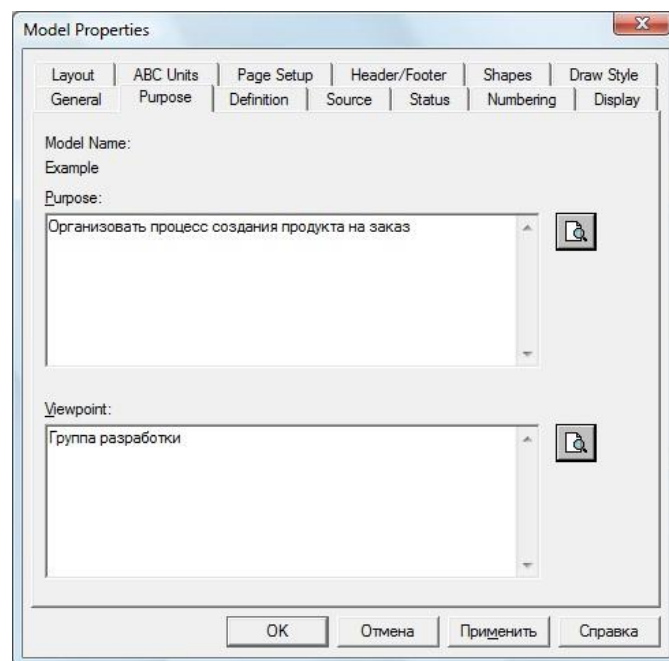 Model Properties
Layout ABC Units Page Setup Header/Footer Shapes Draw Style
General Purpose Definition Source Status Numbering Display
Model Name:
Example
Purpose:
Организовать процесс создания продукта на заказ
Viewpoint:
Группа разработки
OK Отмена Применить Справка